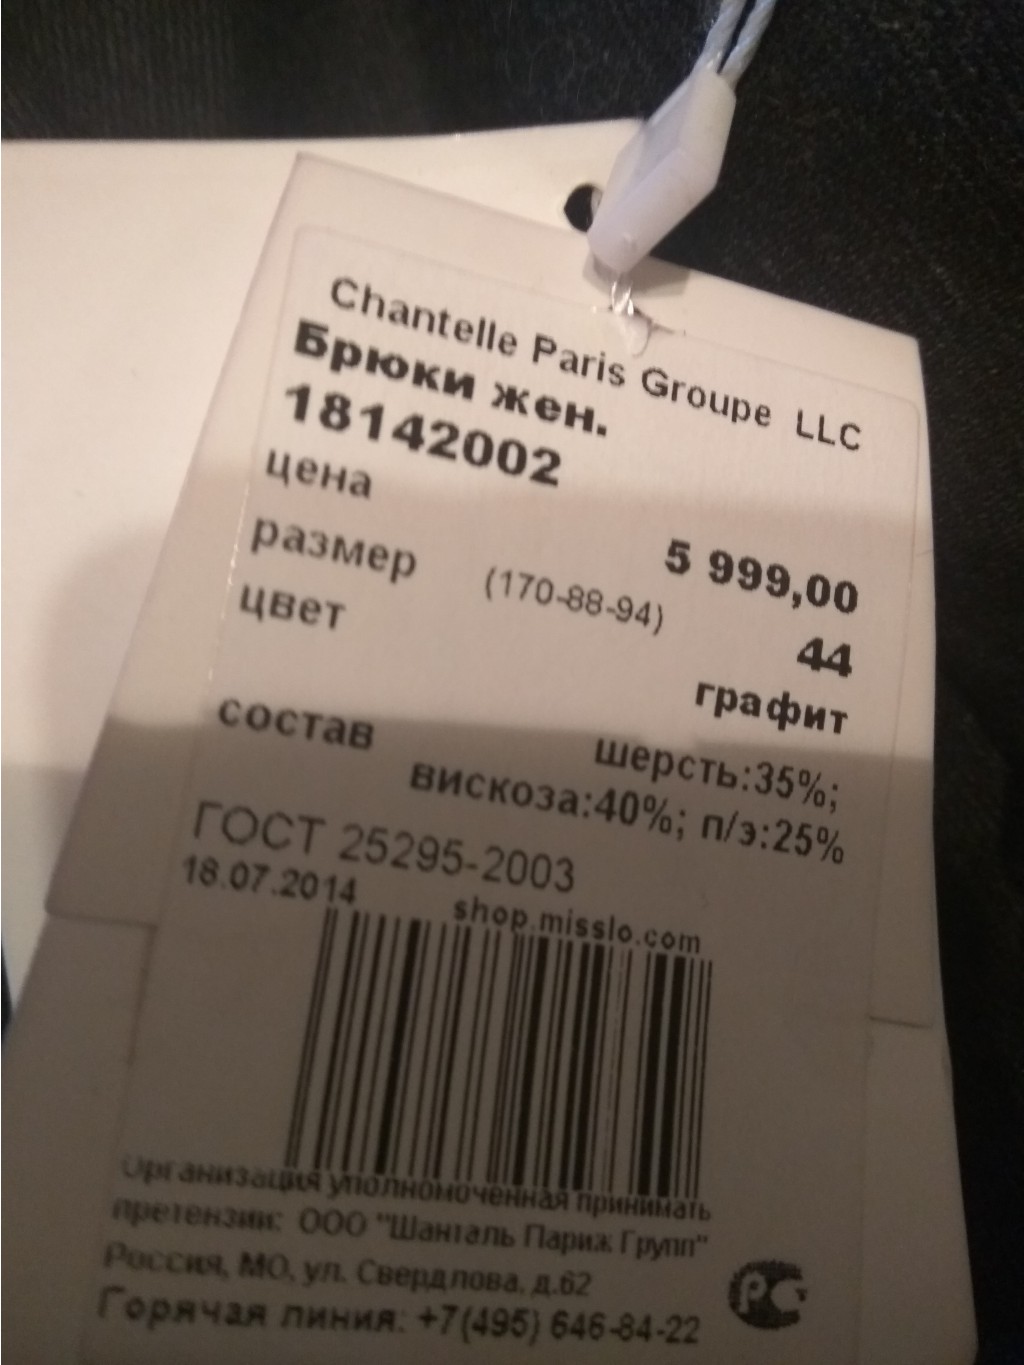 Chantelle Paris Groupe LLC
Брюки жен.
18142002
цена 5 999,00
размер (170-88-94) 44
цвет графит
состав шерсть:35%;
вискоза:40%; п/э:25%
ГОСТ 25295-2003
18.07.2014 shop.misslo.com
Организация уполномоченная принимать
претензии: ООО "Шанталь Париж Групп"
Россия, МО, ул. Свердлова, д.62
Горячая линия: +7(495) 646-84-22
РСТ